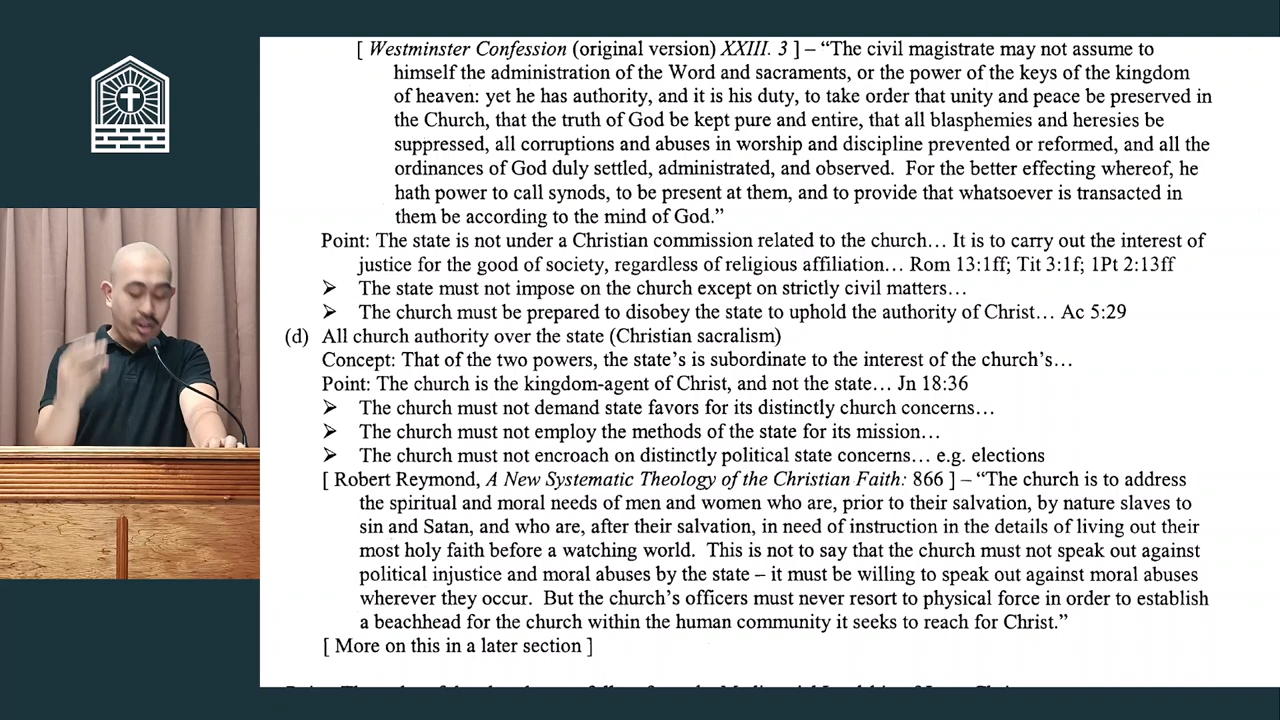 [ Westminster Confession (original version) XXIII. 3 ] – “The civil magistrate may not assume to
himself the administration of the Word and sacraments, or the power of the keys of the kingdom
of heaven: yet he has authority, and it is his duty, to take order that unity and peace be preserved in
the Church, that the truth of God be kept pure and entire, that all blasphemies and heresies be
suppressed, all corruptions and abuses in worship and discipline prevented or reformed, and all the
ordinances of God duly settled, administrated, and observed. For the better effecting whereof, he
hath power to call synods, to be present at them, and to provide that whatsoever is transacted in
them be according to the mind of God.”
Point: The state is not under a Christian commission related to the church… It is to carry out the interest of
justice for the good of society, regardless of religious affiliation… Rom 13:1ff; Tit 3:1f; 1Pt 2:13ff
➢ The state must not impose on the church except on strictly civil matters…
➢ The church must be prepared to disobey the state to uphold the authority of Christ… Ac 5:29
(d) All church authority over the state (Christian sacralism)
Concept: That of the two powers, the state’s is subordinate to the interest of the church’s…
Point: The church is the kingdom-agent of Christ, and not the state… Jn 18:36
➢ The church must not demand state favors for its distinctly church concerns…
➢ The church must not employ the methods of the state for its mission…
➢ The church must not encroach on distinctly political state concerns… e.g. elections
[ Robert Reymond, A New Systematic Theology of the Christian Faith: 866 ] – “The church is to address
the spiritual and moral needs of men and women who are, prior to their salvation, by nature slaves to
sin and Satan, and who are, after their salvation, in need of instruction in the details of living out their
most holy faith before a watching world. This is not to say that the church must not speak out against
political injustice and moral abuses by the state – it must be willing to speak out against moral abuses
wherever they occur. But the church’s officers must never resort to physical force in order to establish
a beachhead for the church within the human community it seeks to reach for Christ.”
[ More on this in a later section ]